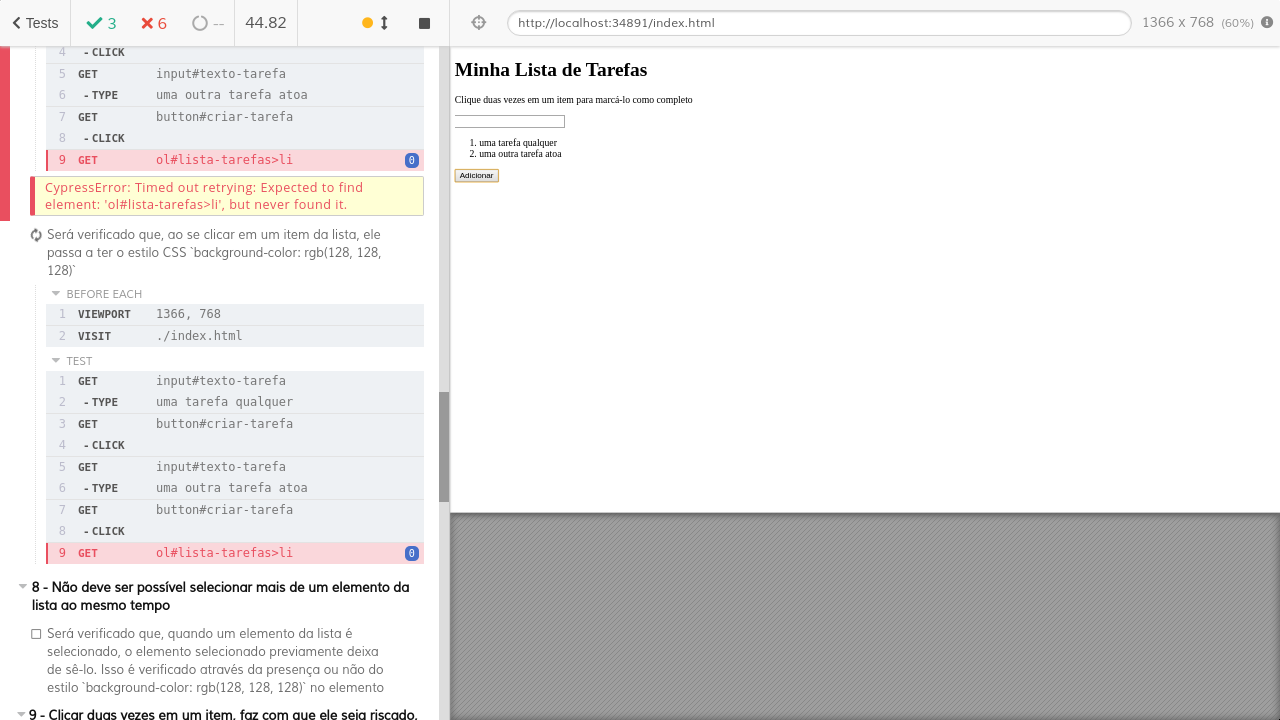 Tests 3 6 -- 44.82
http://localhost:34891/index.html 1366 x 768 (60%)
4 - CLICK
5 GET input#texto-tarefa
6 - TYPE uma outra tarefa atoa
7 GET button#criar-tarefa
8 - CLICK
9 GET ol#lista-tarefas>li 0
CypressError: Timed out retrying: Expected to find
element: 'ol#lista-tarefas>li', but never found it.
Será verificado que, ao se clicar em um item da lista, ele
passa a ter o estilo CSS `background-color: rgb(128, 128,
128)`
BEFORE EACH
1 VIEWPORT 1366, 768
2 VISIT ./index.html
TEST
1 GET input#texto-tarefa
2 - TYPE uma tarefa qualquer
3 GET button#criar-tarefa
4 - CLICK
5 GET input#texto-tarefa
6 - TYPE uma outra tarefa atoa
7 GET button#criar-tarefa
8 - CLICK
9 GET ol#lista-tarefas>li 0
8 - Não deve ser possível selecionar mais de um elemento da
lista ao mesmo tempo
Será verificado que, quando um elemento da lista é
selecionado, o elemento selecionado previamente deixa
de sê-lo. Isso é verificado através da presença ou não do
estilo `background-color: rgb(128, 128, 128)` no elemento
9 - Clicar duas vezes em um item, faz com que ele seja riscado,
Minha Lista de Tarefas
Clique duas vezes em um item para marcá-lo como completo
1. uma tarefa qualquer
2. uma outra tarefa atoa
Adicionar